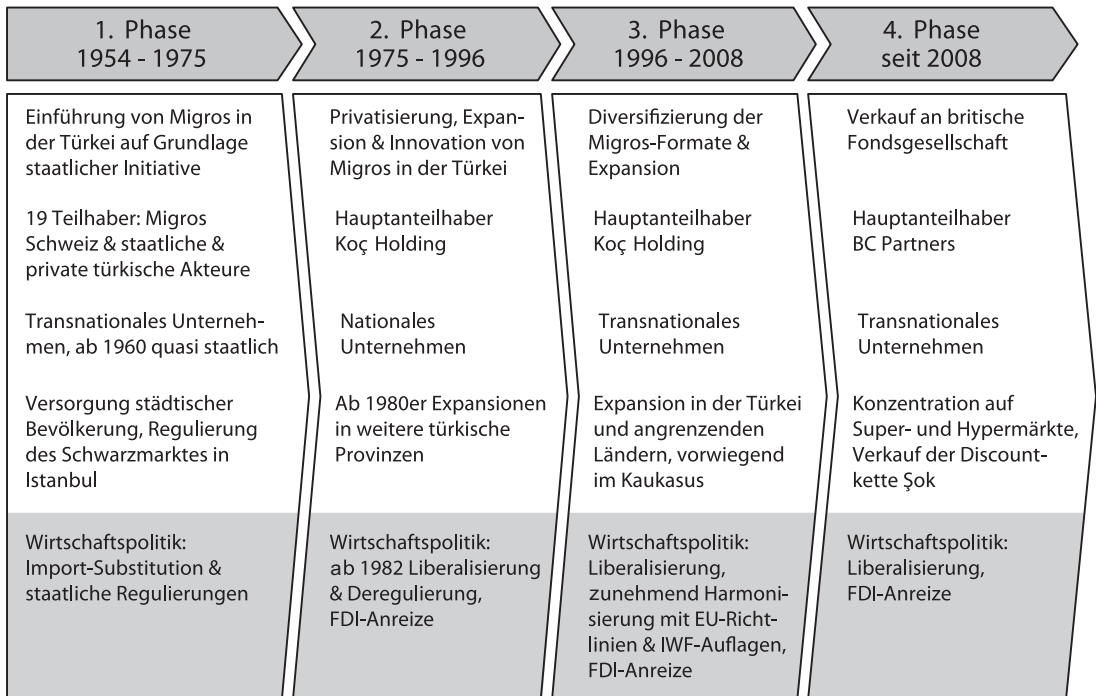 1. Phase
1954 - 1975
2. Phase
1975 - 1996
3. Phase
1996 - 2008
4. Phase
seit 2008
Einführung von Migros in
der Türkei auf Grundlage
staatlicher Initiative
19 Teilhaber: Migros
Schweiz & staatliche &
private türkische Akteure
Transnationales Unterneh-
men, ab 1960 quasi staatlich
Versorgung städtischer
Bevölkerung, Regulierung
des Schwarzmarktes in
Istanbul
Wirtschaftspolitik:
Import-Substitution &
staatliche Regulierungen
Privatisierung, Expan-
sion & Innovation von
Migros in der Türkei
Hauptanteilhaber
Koç Holding
Nationales
Unternehmen
Ab 1980er Expansionen
in weitere türkische
Provinzen
Wirtschaftspolitik:
ab 1982 Liberalisierung
& Deregulierung,
FDI-Anreize
Diversifizierung der
Migros-Formate &
Expansion
Hauptanteilhaber
Koç Holding
Transnationales
Unternehmen
Expansion in der Türkei
und angrenzenden
Ländern, vorwiegend
im Kaukasus
Wirtschaftspolitik:
Liberalisierung,
zunehmend Harmoni-
sierung mit EU-Richt-
linien & IWF-Auflagen,
FDI-Anreize
Verkauf an britische
Fondsgesellschaft
Hauptanteilhaber
BC Partners
Transnationales
Unternehmen
Konzentration auf
Super- und Hypermärkte,
Verkauf der Discount-
kette Şok
Wirtschaftspolitik:
Liberalisierung,
FDI-Anreize